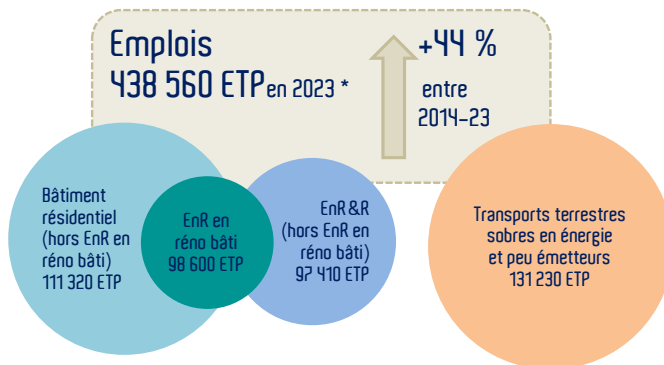 Emplois
438 560 ETP en 2023 *
+44 %
entre
2014-23
Bâtiment
résidentiel
(hors EnR en
réno bâti)
111 320 ETP
EnR en
réno bâti
98 600 ETP
EnR &R
(hors EnR en
réno bâti)
97 410 ETP
Transports terrestres
sobres en énergie
et peu émetteurs
131 230 ETP